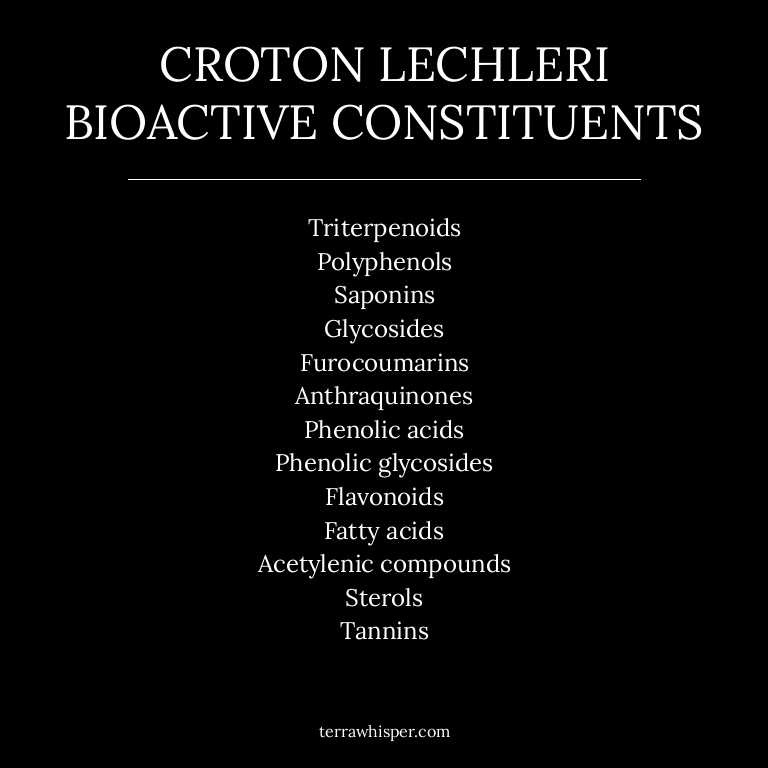 CROTON LECHLERI
BIOACTIVE CONSTITUENTS
Triterpenoids
Polyphenols
Saponins
Glycosides
Furocoumarins
Anthraquinones
Phenolic acids
Phenolic glycosides
Flavonoids
Fatty acids
Acetylenic compounds
Sterols
Tannins
terrawhisper.com